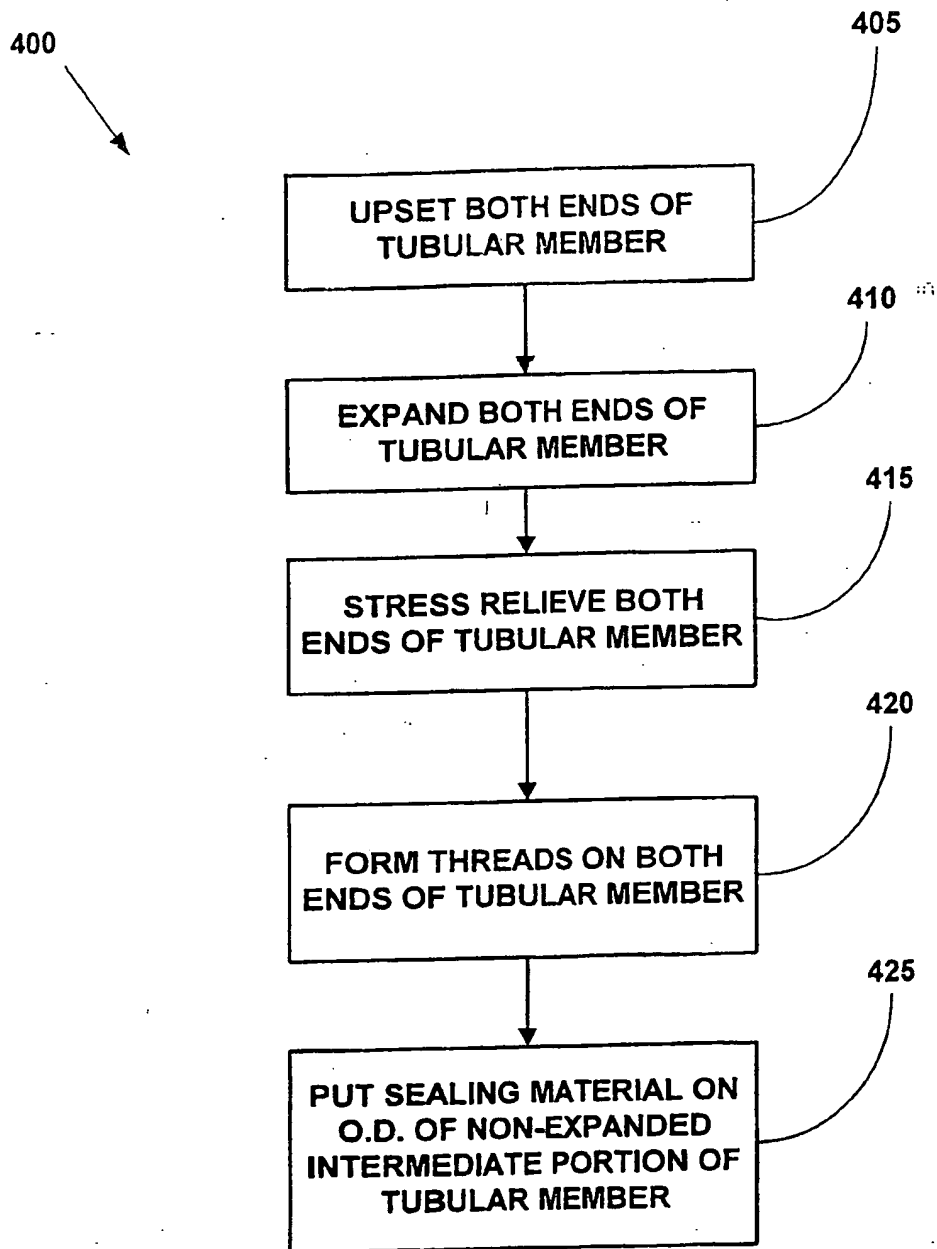 400
405
UPSET BOTH ENDS OF
TUBULAR MEMBER
410
EXPAND BOTH ENDS OF
TUBULAR MEMBER
415
STRESS RELIEVE BOTH
ENDS OF TUBULAR MEMBER
420
FORM THREADS ON BOTH
ENDS OF TUBULAR MEMBER
425
PUT SEALING MATERIAL ON
O.D. OF NON-EXPANDED
INTERMEDIATE PORTION OF
TUBULAR MEMBER